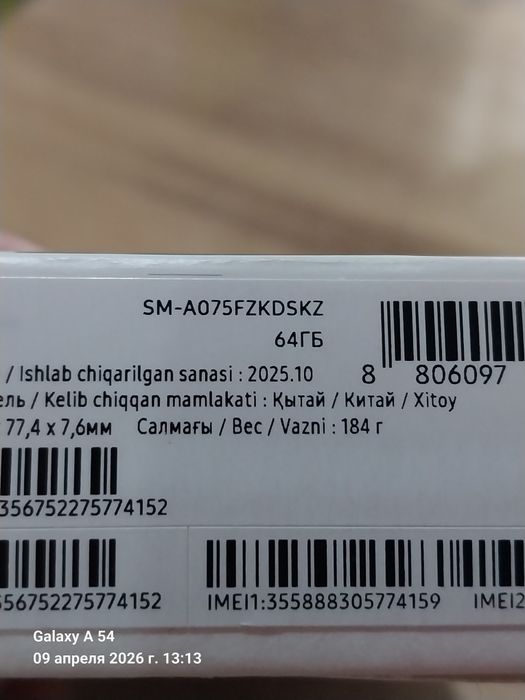 SM-A075FZKDSKZ
64ГБ
/ Ishlab chiqarilgan sanasi : 2025.10
8 806097
ель / Kelib chiqqan mamlakati : Қытай / Китай / Xitoy
77,4 x 7,6мм Салмағы / Вес / Vazni : 184 г
356752275774152
56752275774152
IMEI1:355888305774159
IMEI2
Galaxy A 54
09 апреля 2026 г. 13:13